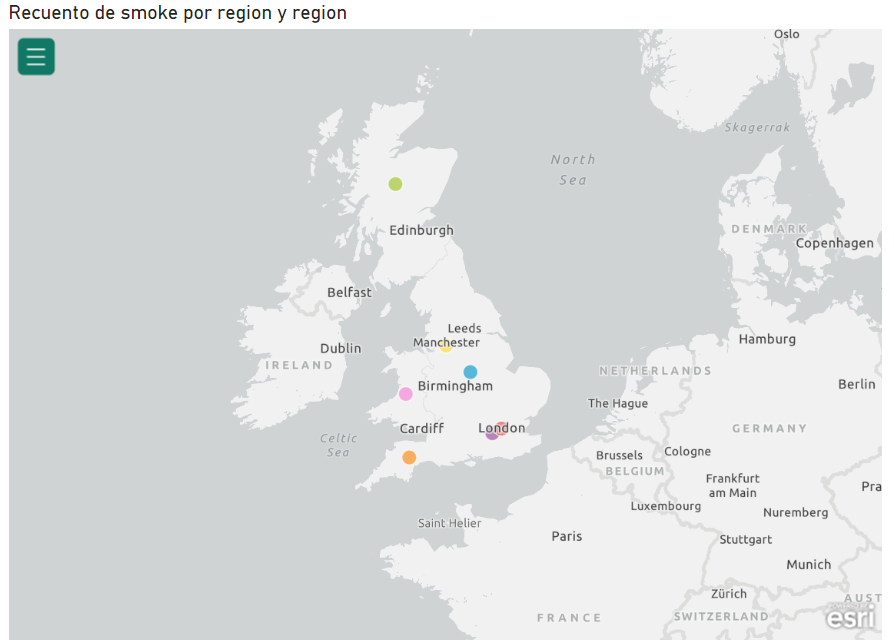 Recuento de smoke por region y region
Oslo
Skagerrak
North
Sea
Edinburgh
DENMARK
Copenhagen
Belfast
Leeds
Manchester
Dublin
IRELAND
Hamburg
NETHERLANDS
Birmingham
Berlin
The Hague
Cardiff
London
GERMANY
Celtic
Sea
Brussels
Cologne
BELGIUM
Frankfurt
am Main
Pra
Luxembourg
Nuremberg
Saint Helier
Paris
Stuttgart
Munich
Zürich
AUST
FRANCE
SWITZERLAND
esri